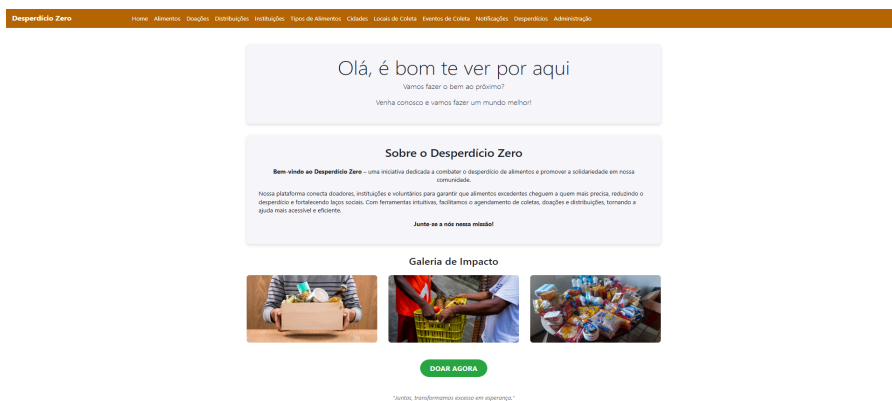 Desperdício Zero Home Alimentos Doações Distribuições Instituições Tipos de Alimentos Cidades Locais de Coleta Eventos de Coleta Notificações Desperdícios Administração
Olá, é bom te ver por aqui
Vamos fazer o bem ao próximo?
Venha conosco e vamos fazer um mundo melhor!
Sobre o Desperdício Zero
Bem-vindo ao Desperdício Zero – uma iniciativa dedicada a combater o desperdício de alimentos e promover a solidariedade em nossa
comunidade.
Nossa plataforma conecta doadores, instituições e voluntários para garantir que alimentos excedentes cheguem a quem mais precisa, reduzindo o
desperdício e fortalecendo laços sociais. Com ferramentas intuitivas, facilitamos o agendamento de coletas, doações e distribuições, tornando a
ajuda mais acessível e eficiente.
Junte-se a nós nessa missão!
Galeria de Impacto
DOAR AGORA
"Juntos, transformamos excesso em esperança."